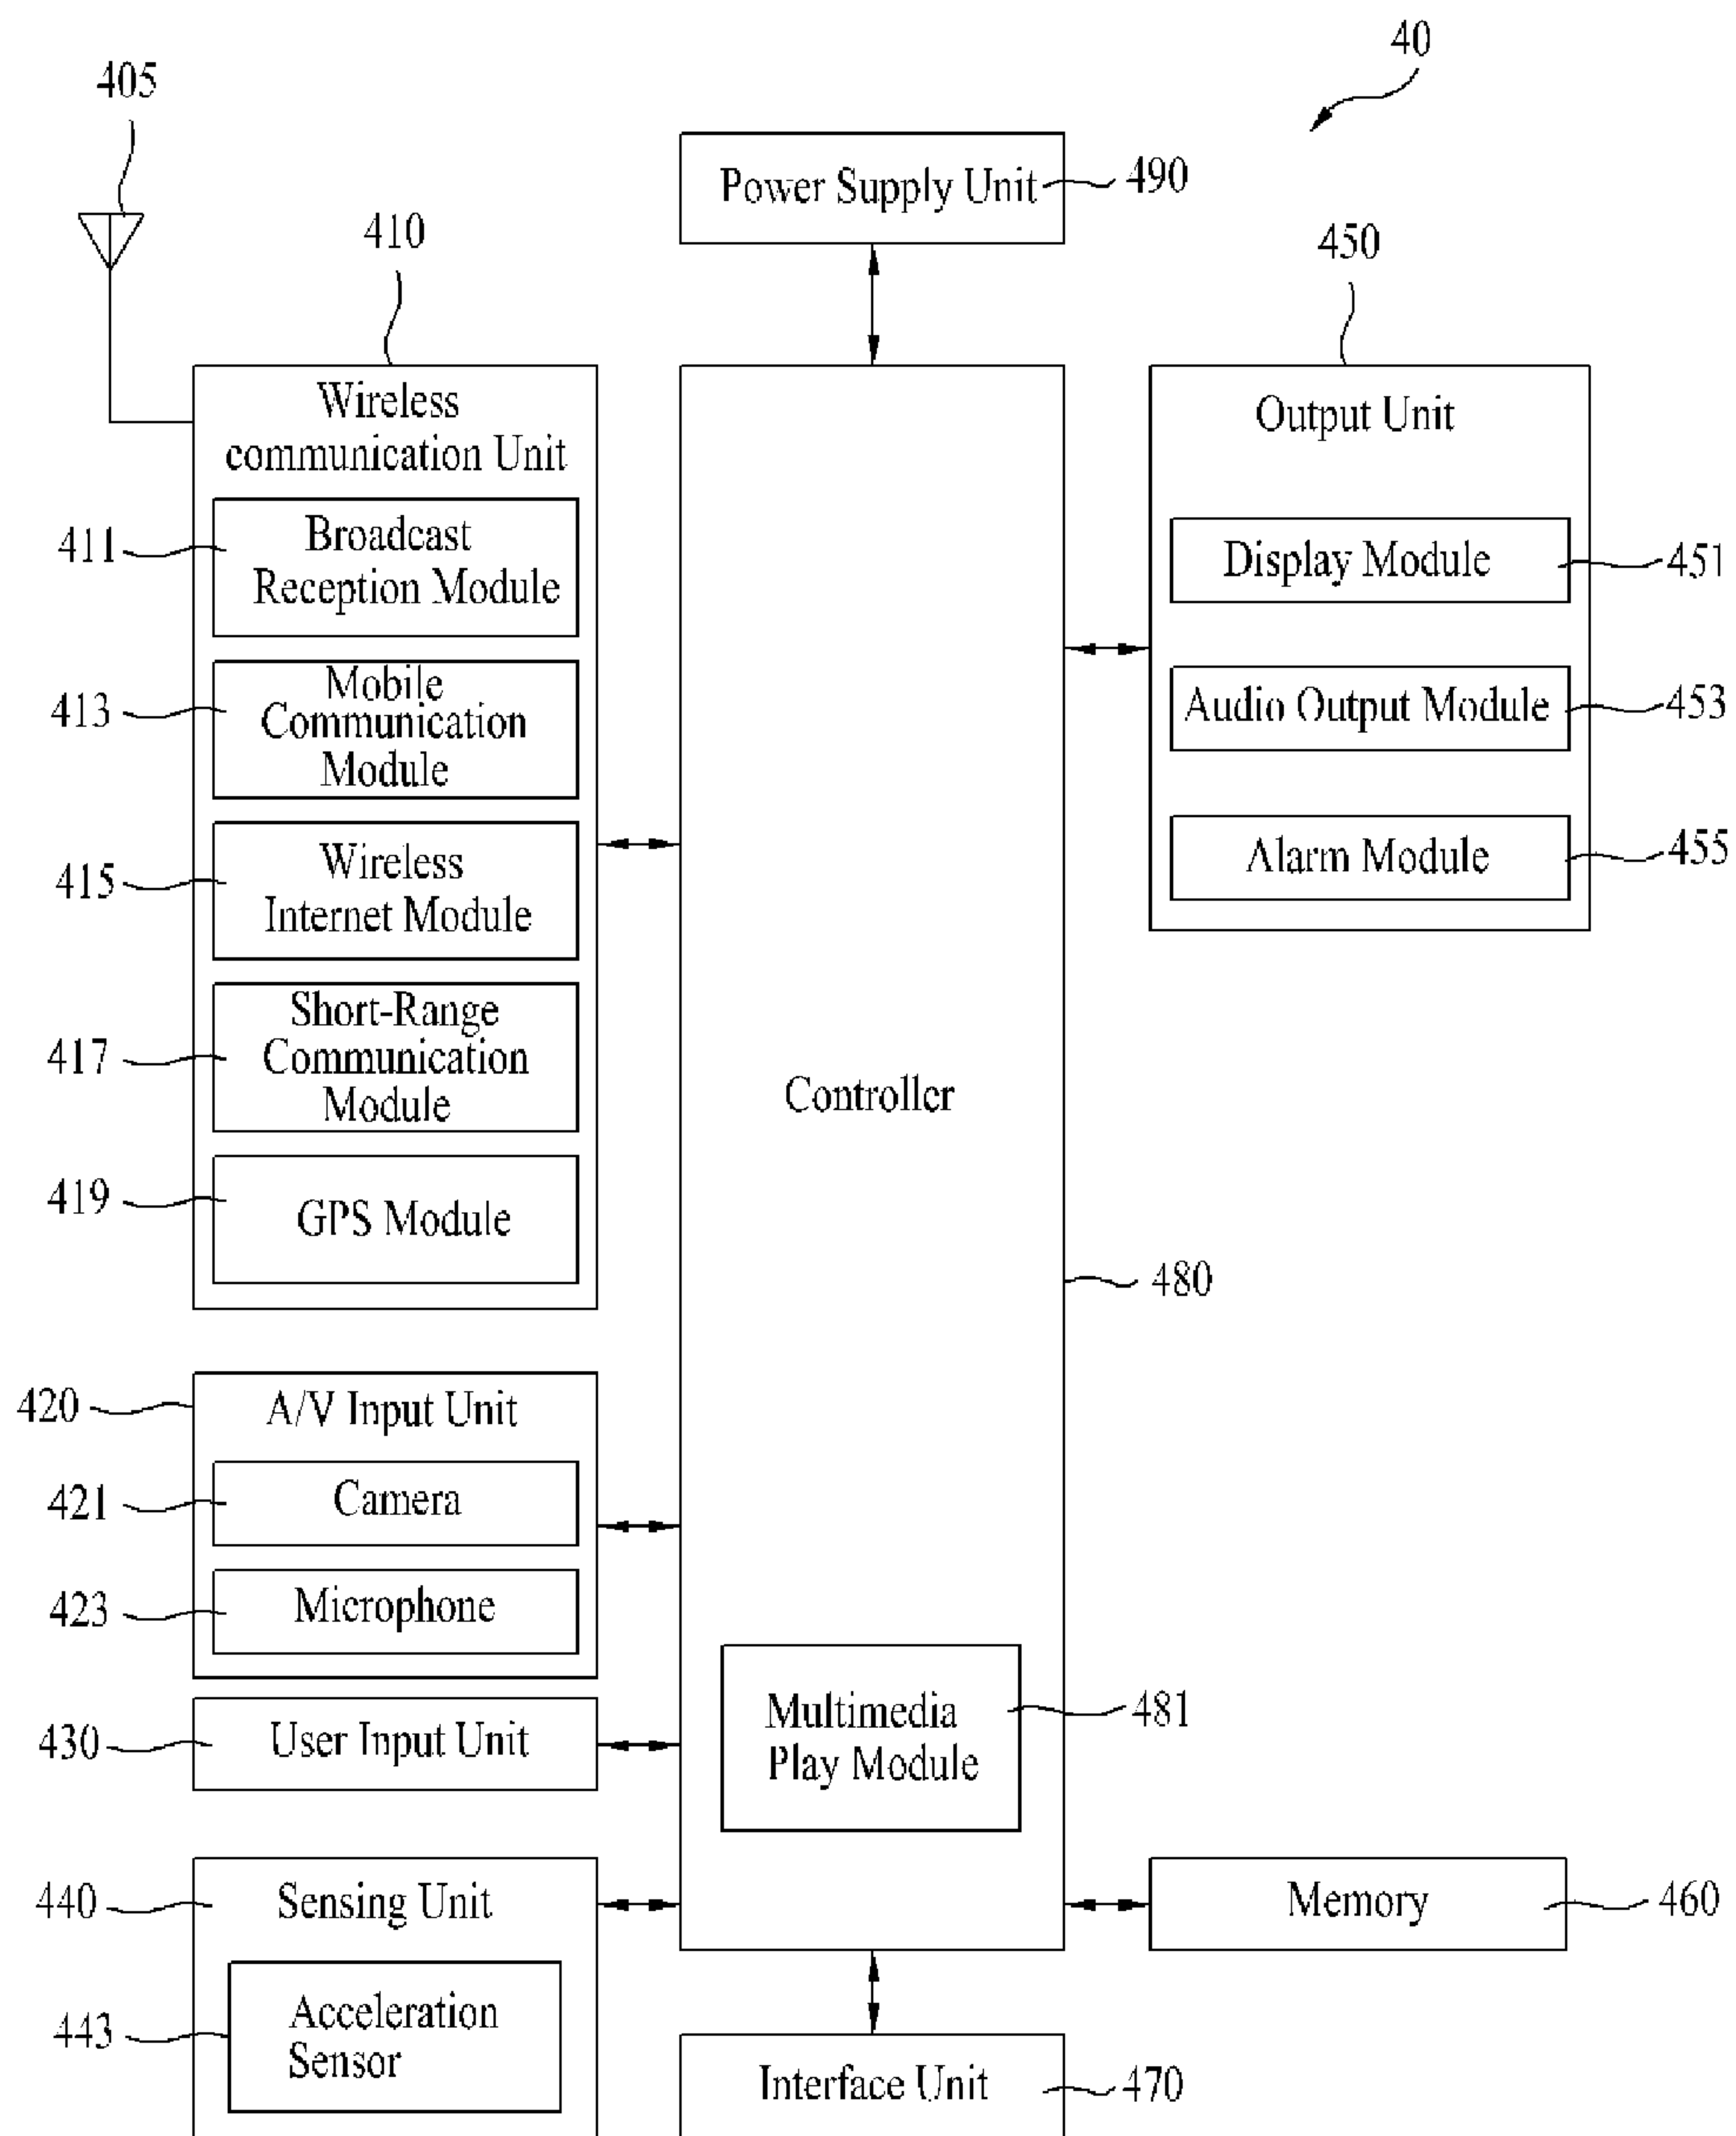 40
405
Power Supply Unit
490
410
450
Wireless
communication Unit
Output Unit
411
Broadcast
Reception Module
Display Module
451
413
Mobile
Communication
Module
Audio Output Module
453
415
Wireless
Internet Module
Alarm Module
455
417
Short-Range
Communication
Module
Controller
419
GPS Module
480
420
A/V Input Unit
421
Camera
423
Microphone
Multimedia
Play Module
481
430
User Input Unit
440
Sensing Unit
Memory
460
443
Acceleration
Sensor
Interface Unit
470